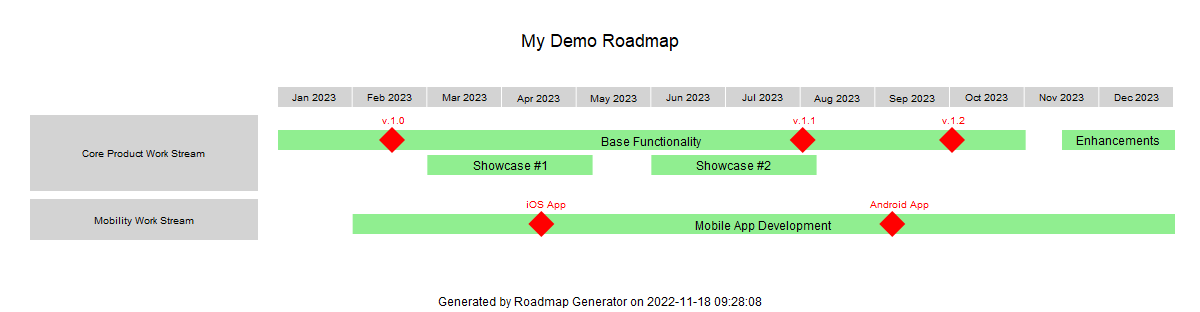 My Demo Roadmap
Jan 2023 Feb 2023 Mar 2023 Apr 2023 May 2023 Jun 2023 Jul 2023 Aug 2023 Sep 2023 Oct 2023 Nov 2023 Dec 2023
v.1.0 v.1.1 v.1.2
Core Product Work Stream
Base Functionality Enhancements
Showcase #1 Showcase #2
iOS App Android App
Mobility Work Stream
Mobile App Development
Generated by Roadmap Generator on 2022-11-18 09:28:08